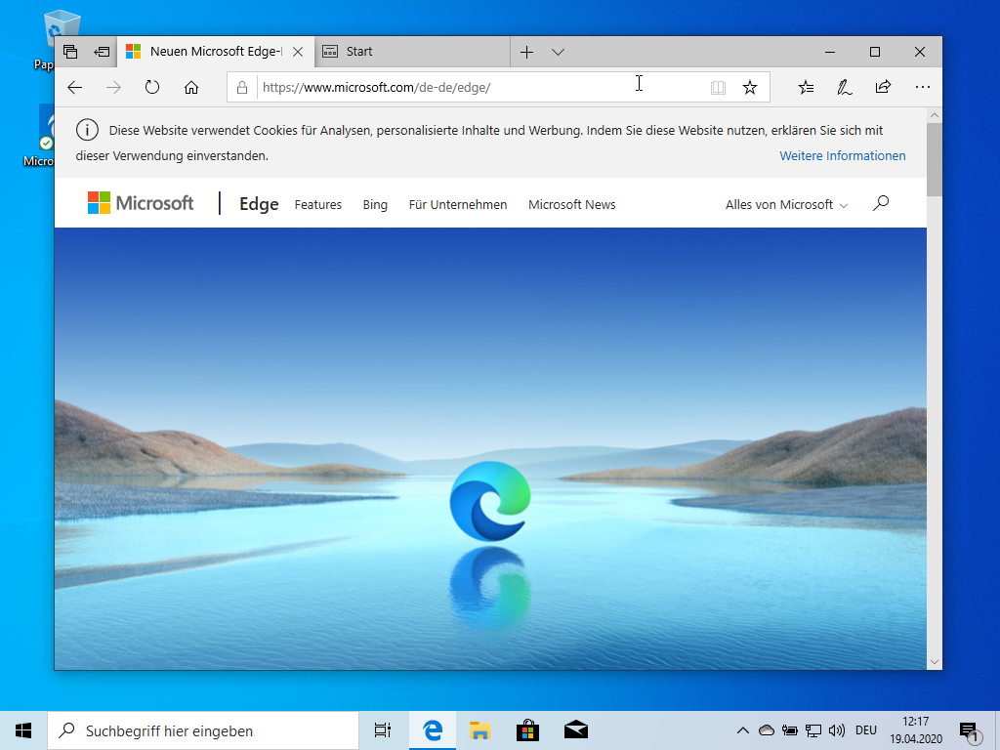 Pap
Micro
Neuen Microsoft Edge-
Start
https://www.microsoft.com/de-de/edge/
Diese Website verwendet Cookies für Analysen, personalisierte Inhalte und Werbung. Indem Sie diese Website nutzen, erklären Sie sich mit
dieser Verwendung einverstanden.
Weitere Informationen
Microsoft
Edge
Features
Bing
Für Unternehmen
Microsoft News
Alles von Microsoft
Suchbegriff hier eingeben
DEU
12:17
19.04.2020
1